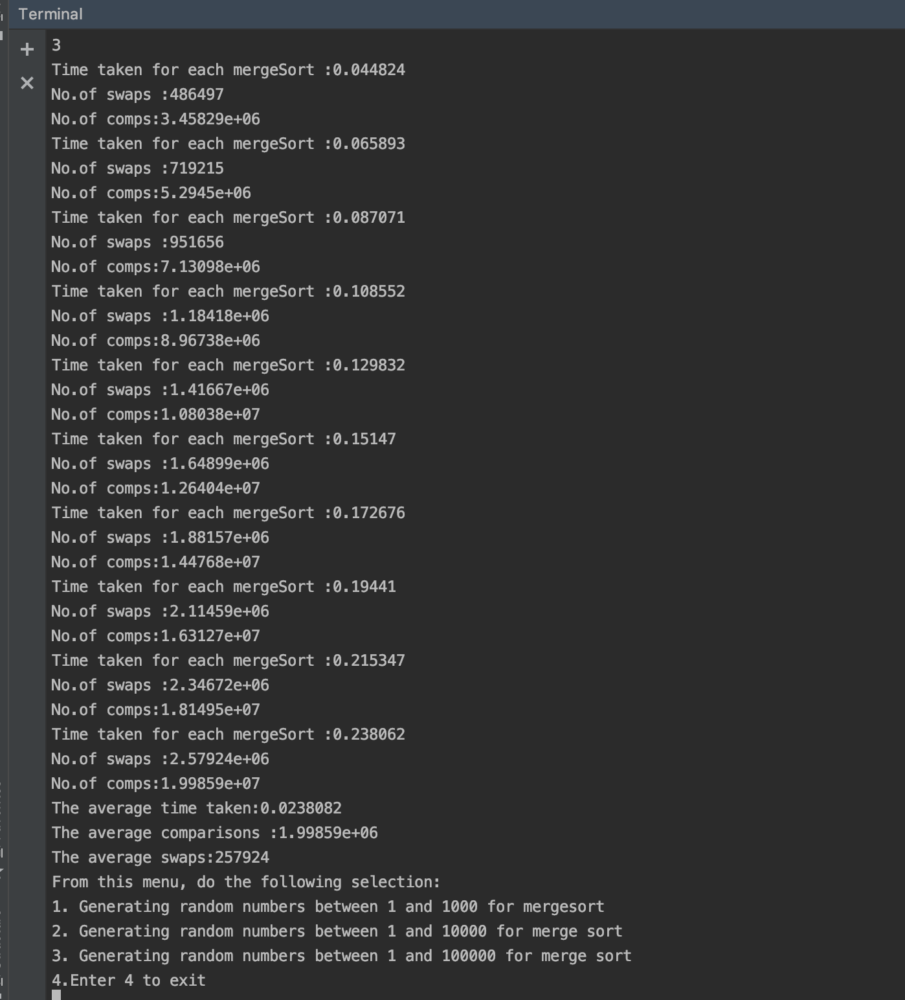 Terminal
3
Time taken for each mergeSort :0.044824
No.of swaps :486497
No.of comps:3.45829e+06
Time taken for each mergeSort :0.065893
No.of swaps :719215
No.of comps:5.2945e+06
Time taken for each mergeSort :0.087071
No.of swaps :951656
No.of comps:7.13098e+06
Time taken for each mergeSort :0.108552
No.of swaps :1.18418e+06
No.of comps:8.96738e+06
Time taken for each mergeSort :0.129832
No.of swaps :1.41667e+06
No.of comps:1.08038e+07
Time taken for each mergeSort :0.15147
No.of swaps :1.64899e+06
No.of comps:1.26404e+07
Time taken for each mergeSort :0.172676
No.of swaps :1.88157e+06
No.of comps:1.44768e+07
Time taken for each mergeSort :0.19441
No.of swaps :2.11459e+06
No.of comps:1.63127e+07
Time taken for each mergeSort :0.215347
No.of swaps :2.34672e+06
No.of comps:1.81495e+07
Time taken for each mergeSort :0.238062
No.of swaps :2.57924e+06
No.of comps:1.99859e+07
The average time taken:0.0238082
The average comparisons :1.99859e+06
The average swaps:257924
From this menu, do the following selection:
1. Generating random numbers between 1 and 1000 for mergesort
2. Generating random numbers between 1 and 10000 for merge sort
3. Generating random numbers between 1 and 100000 for merge sort
4.Enter 4 to exit